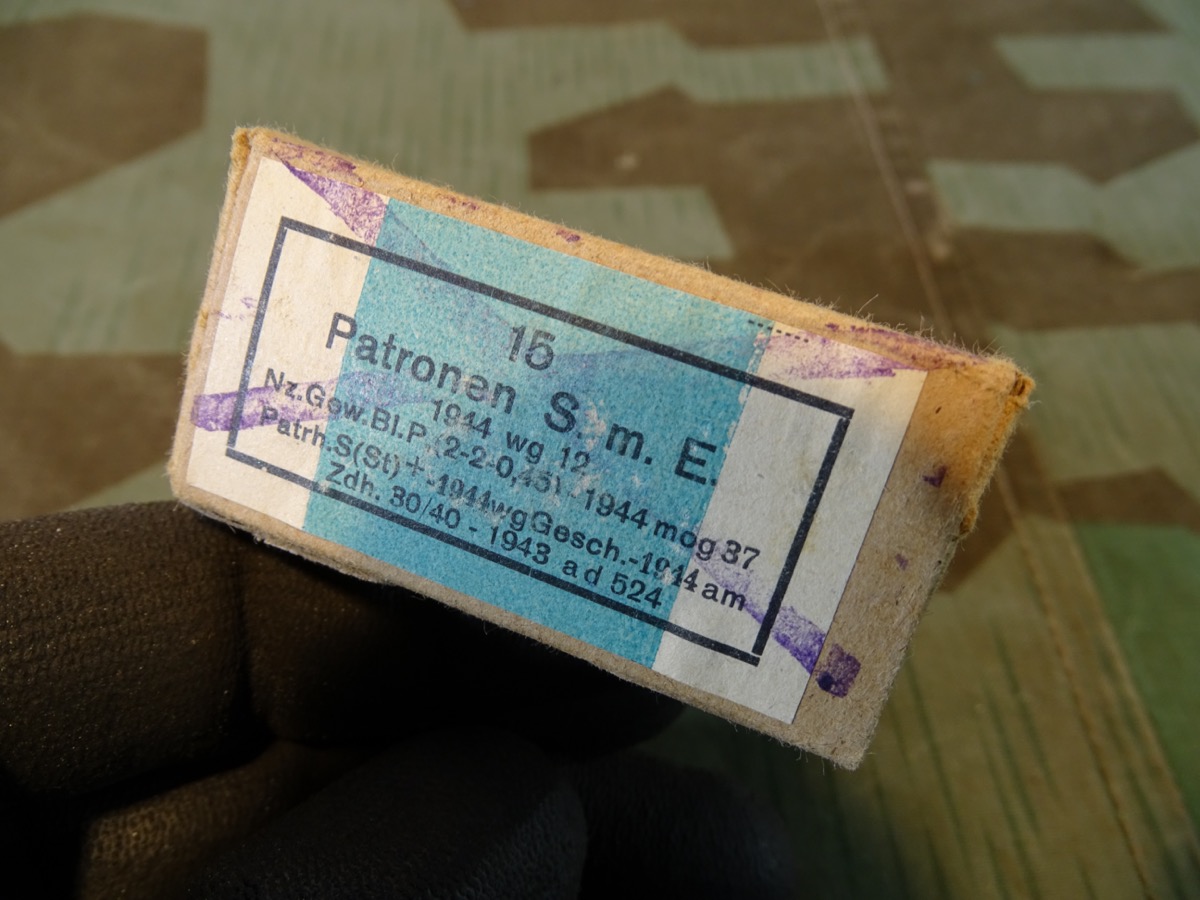 15
Patronen S. m. E.
1944 wg 12
Nz.Gew.Bl.P.(2-2-0,45) - 1944 mog 37
Patrh.S(St)+ -1944wgGesch.-1944am
Zdh. 30/40 - 1943 ad 524